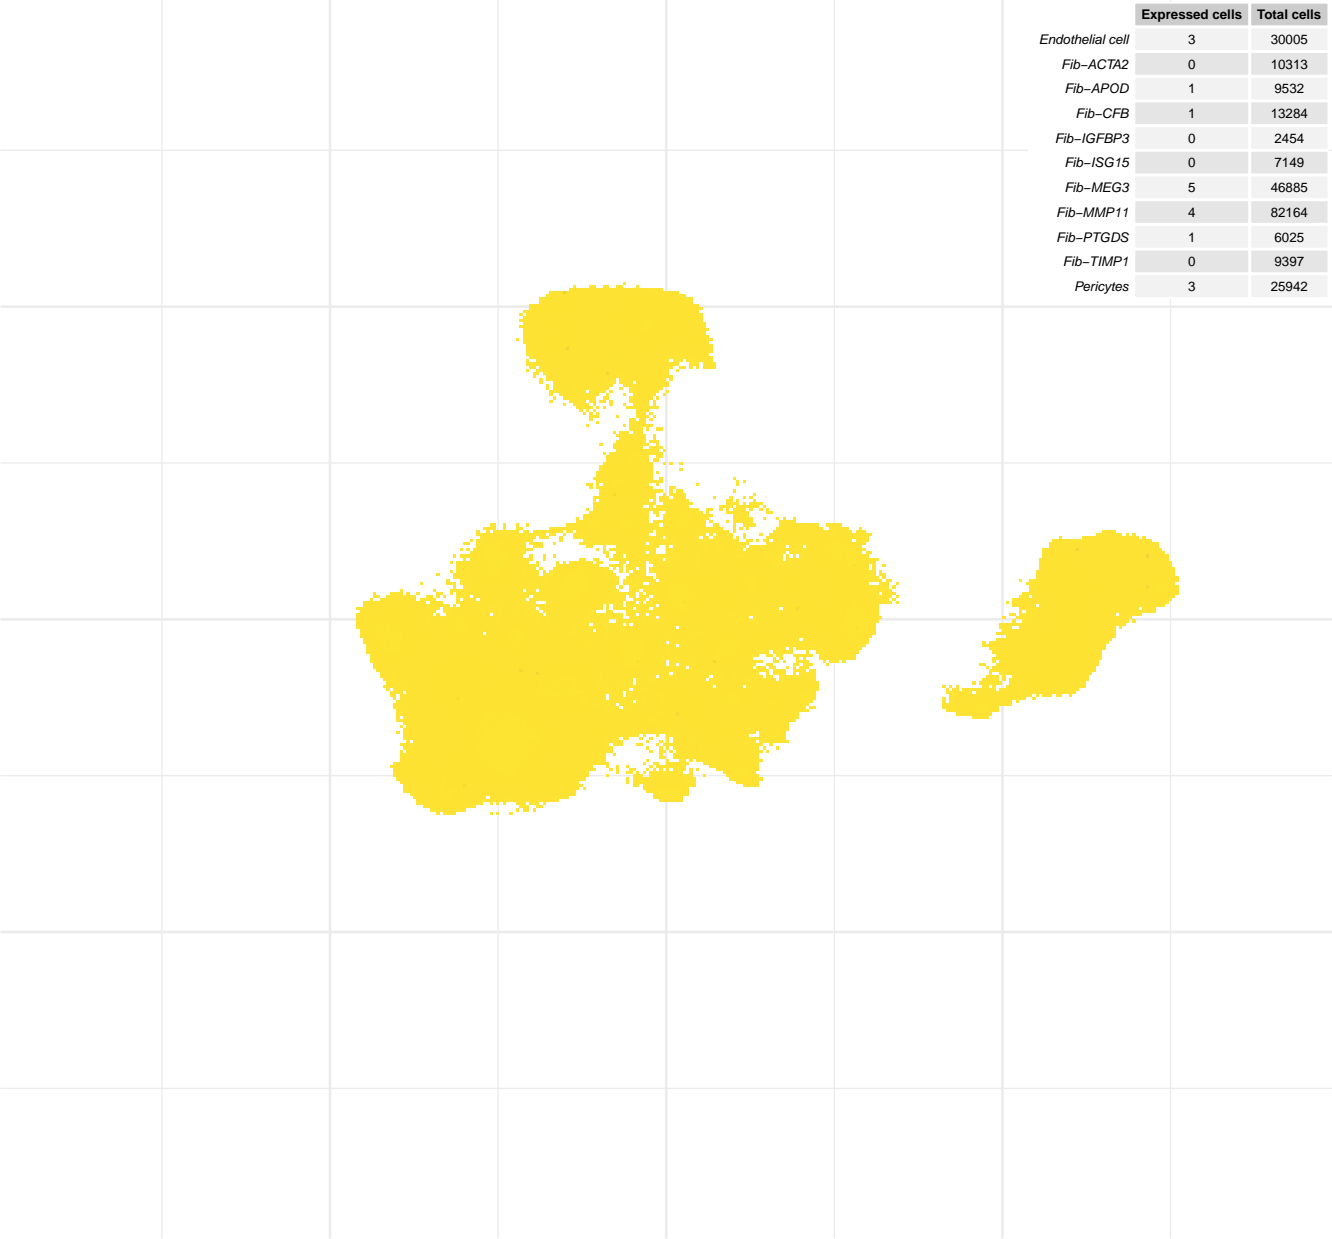 Expressed cells Total cells
Endothelial cell 3 30005
Fib−ACTA2 0 10313
Fib−APOD 1 9532
Fib−CFB 1 13284
Fib−IGFBP3 0 2454
Fib−ISG15 0 7149
Fib−MEG3 5 46885
Fib−MMP11 4 82164
Fib−PTGDS 1 6025
Fib−TIMP1 0 9397
Pericytes 3 25942